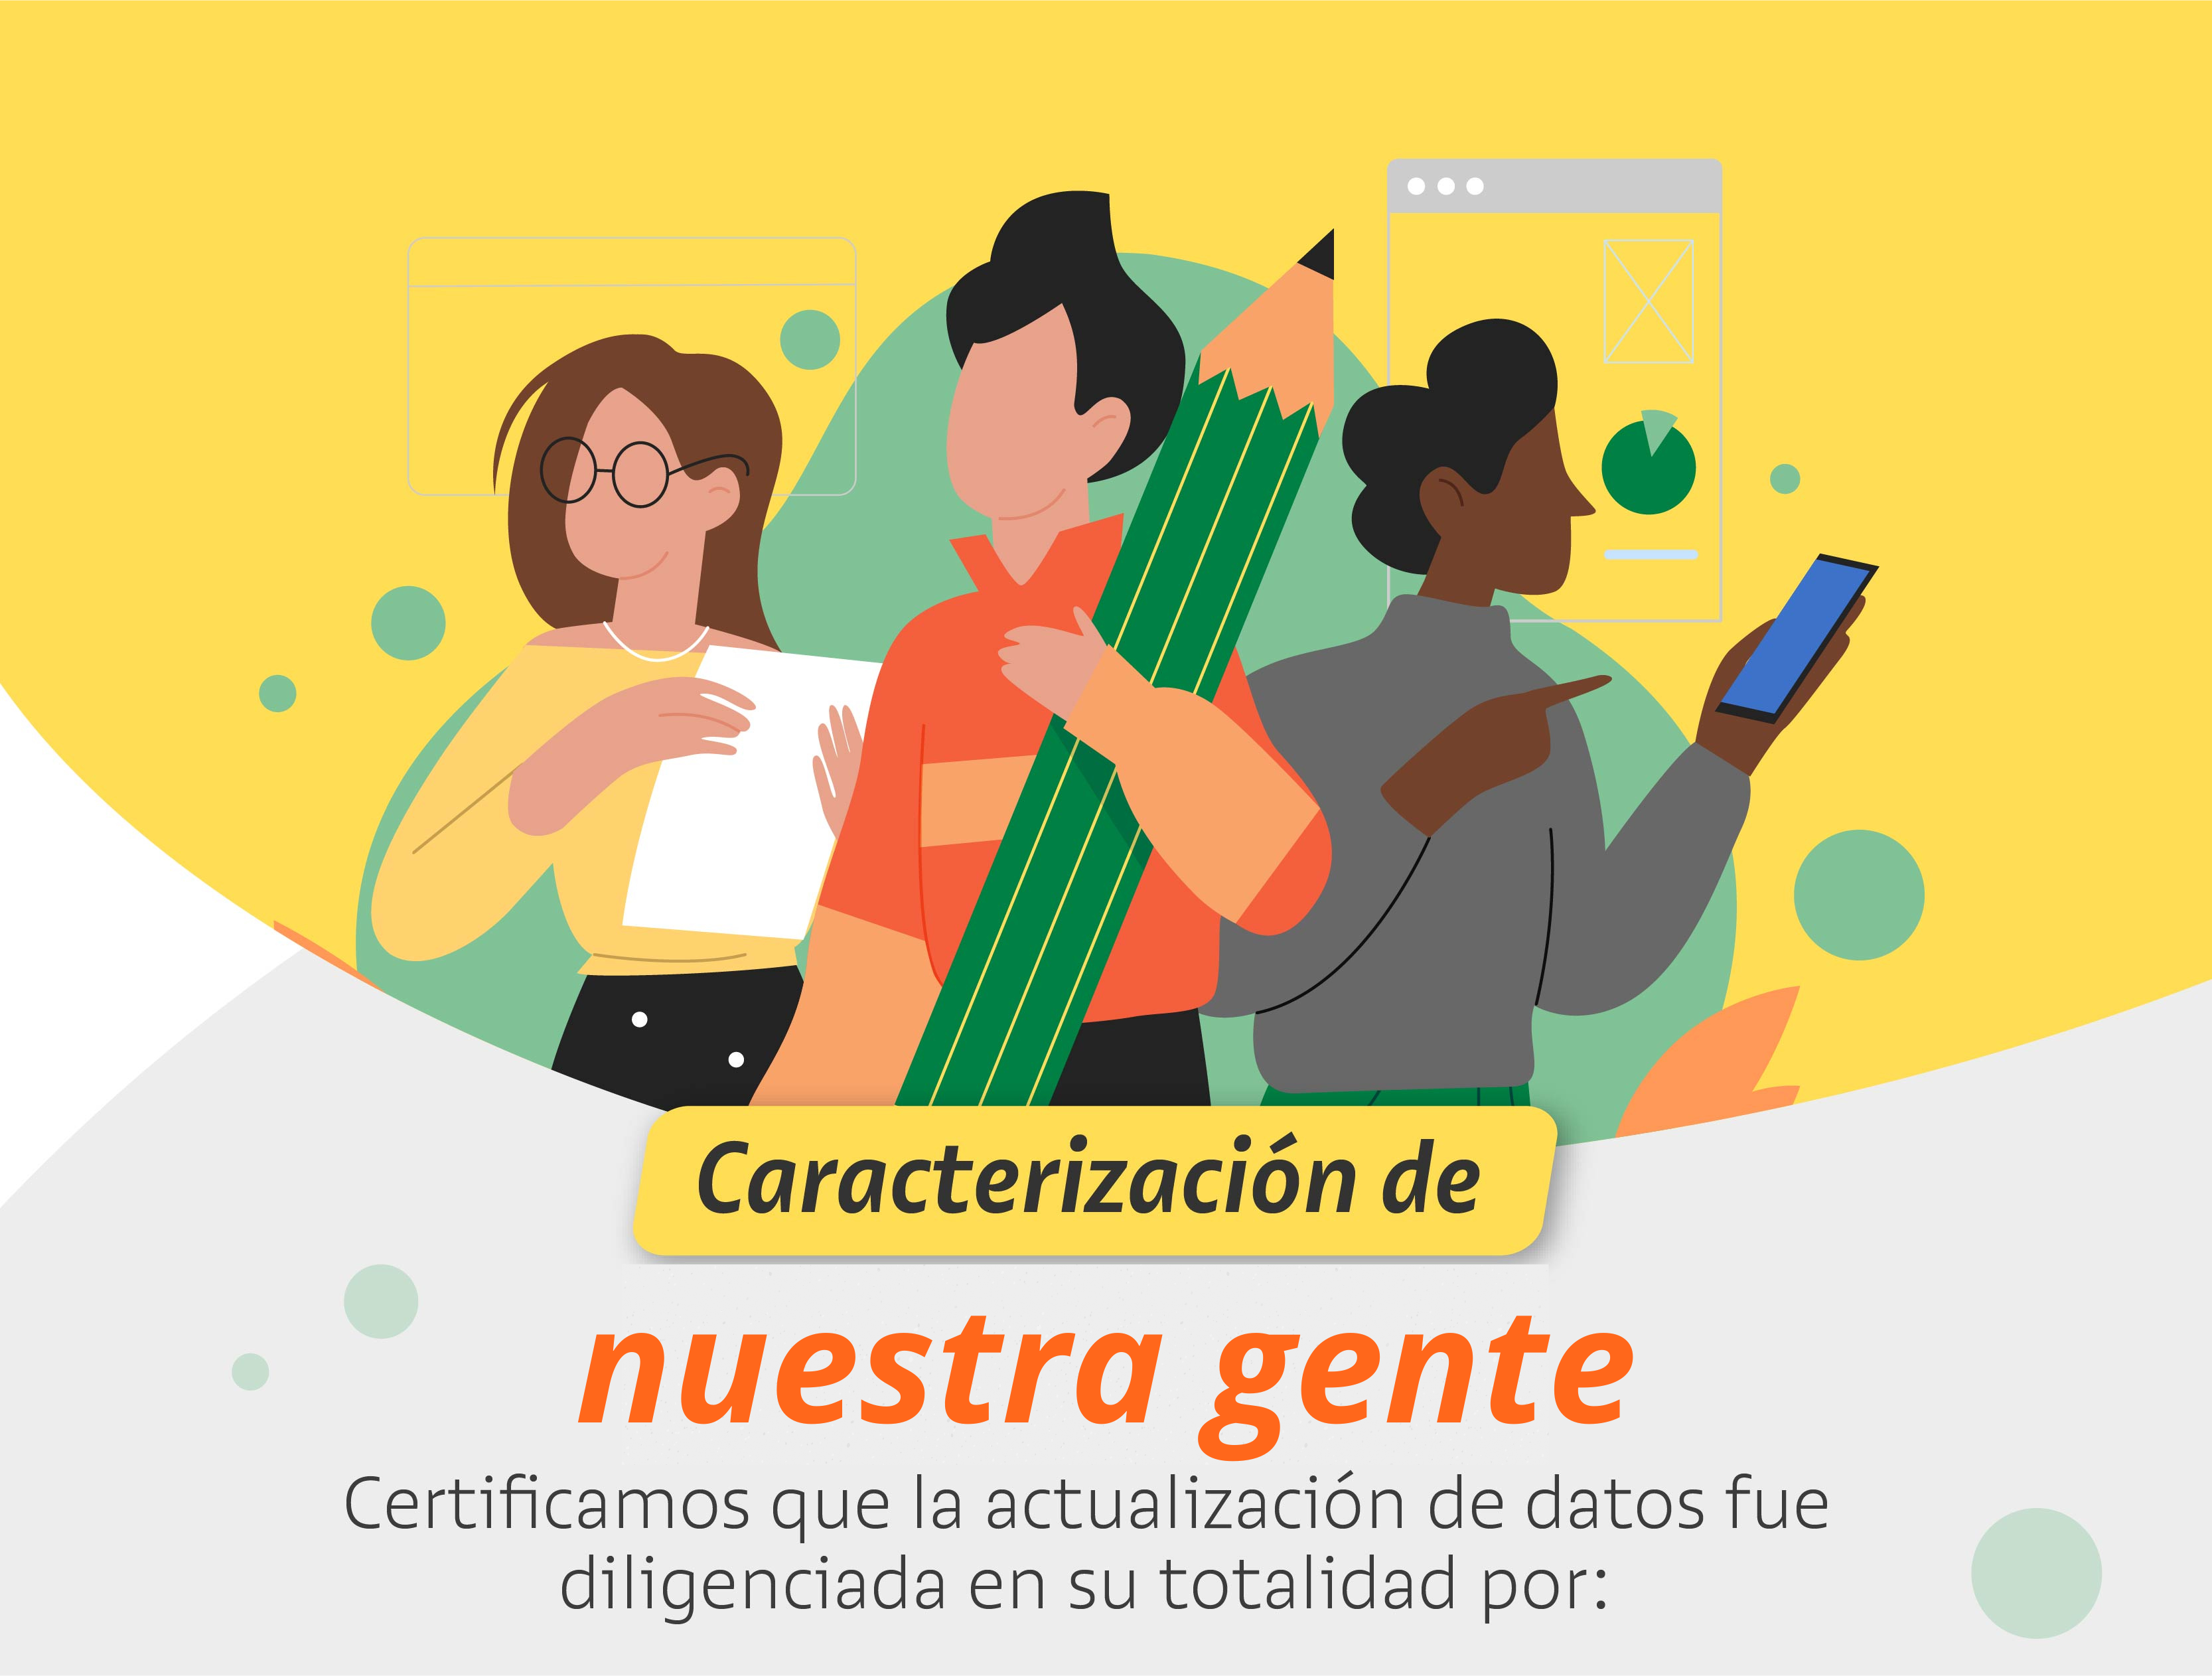 Caracterización de
nuestra gente
Certificamos que la actualización de datos fue
diligenciada en su totalidad por: